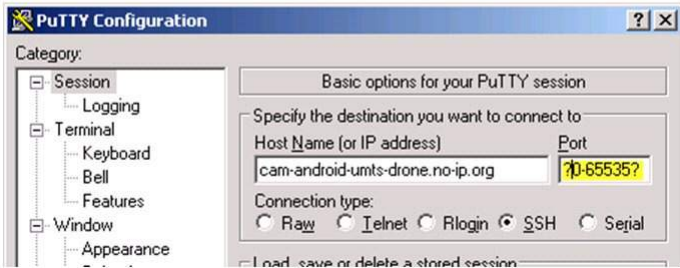 PuTTY Configuration
Category:
Session
Logging
Terminal
Keyboard
Bell
Features
Window
Appearance
Basic options for your PuTTY session
Specify the destination you want to connect to
Host Name (or IP address) Port
cam-android-umts-drone.no-ip.org ?0-65535?
Connection type:
Raw Telnet Rlogin SSH Serial
Load, save or delete a stored session